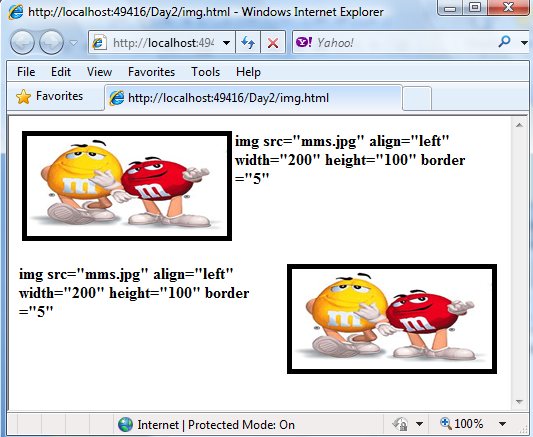 http://localhost:49416/Day2/img.html - Windows Internet Explorer
http://localhost:494
Yahoo!
File Edit View Favorites Tools Help
Favorites
http://localhost:49416/Day2/img.html
img src="mms.jpg" align="left"
width="200" height="100" border
="5"
m
m
img src="mms.jpg" align="left"
width="200" height="100" border
="5"
m
m
Internet | Protected Mode: On
100%